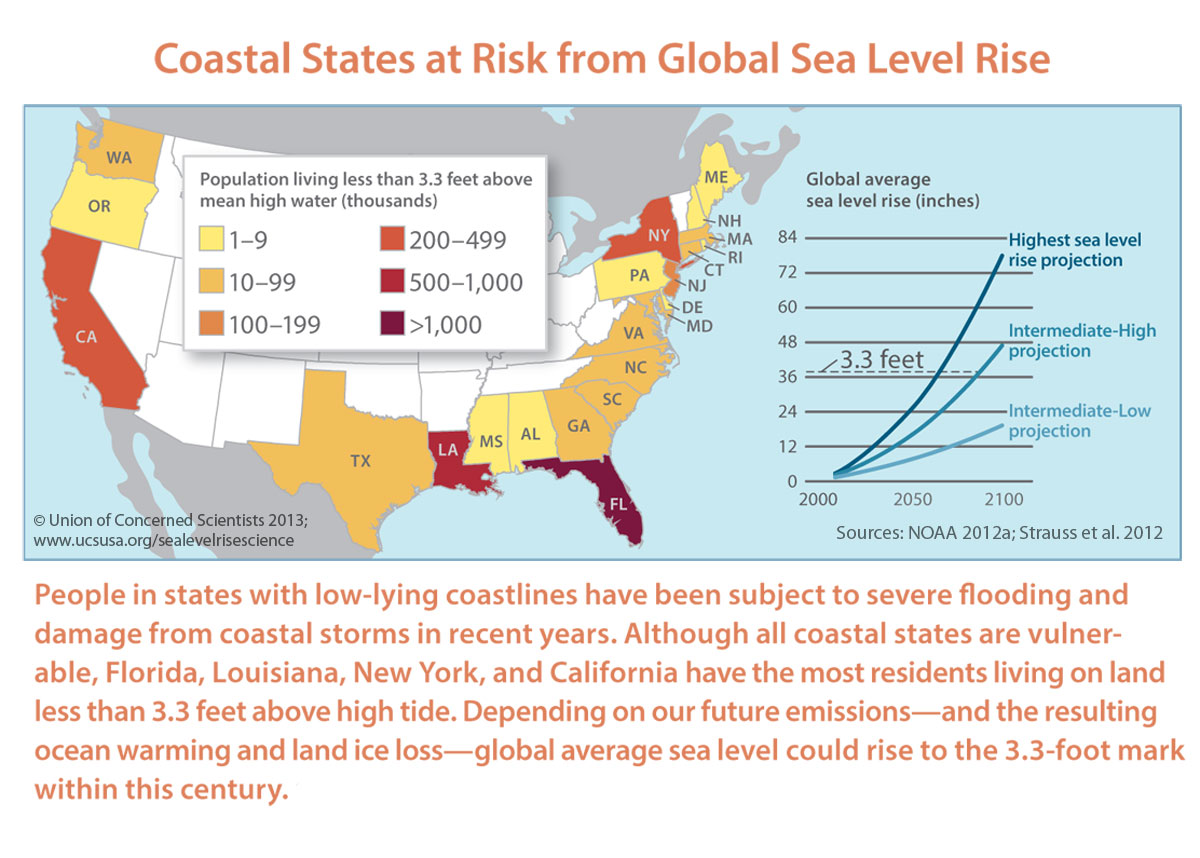 Coastal States at Risk from Global Sea Level Rise
WA
OR
CA
TX
LA
MS
AL
GA
FL
SC
NC
VA
PA
NY
ME
NH
MA
RI
CT
NJ
DE
MD
Population living less than 3.3 feet above
mean high water (thousands)
1–9
10–99
100–199
200–499
500–1,000
>1,000
Global average
sea level rise (inches)
84
72
60
48
36
24
12
0
2000
2050
2100
3.3 feet
Highest sea level
rise projection
Intermediate-High
projection
Intermediate-Low
projection
© Union of Concerned Scientists 2013;
www.ucsusa.org/sealevelrisescience
Sources: NOAA 2012a; Strauss et al. 2012
People in states with low-lying coastlines have been subject to severe flooding and
damage from coastal storms in recent years. Although all coastal states are vulner-
able, Florida, Louisiana, New York, and California have the most residents living on land
less than 3.3 feet above high tide. Depending on our future emissions—and the resulting
ocean warming and land ice loss—global average sea level could rise to the 3.3-foot mark
within this century.